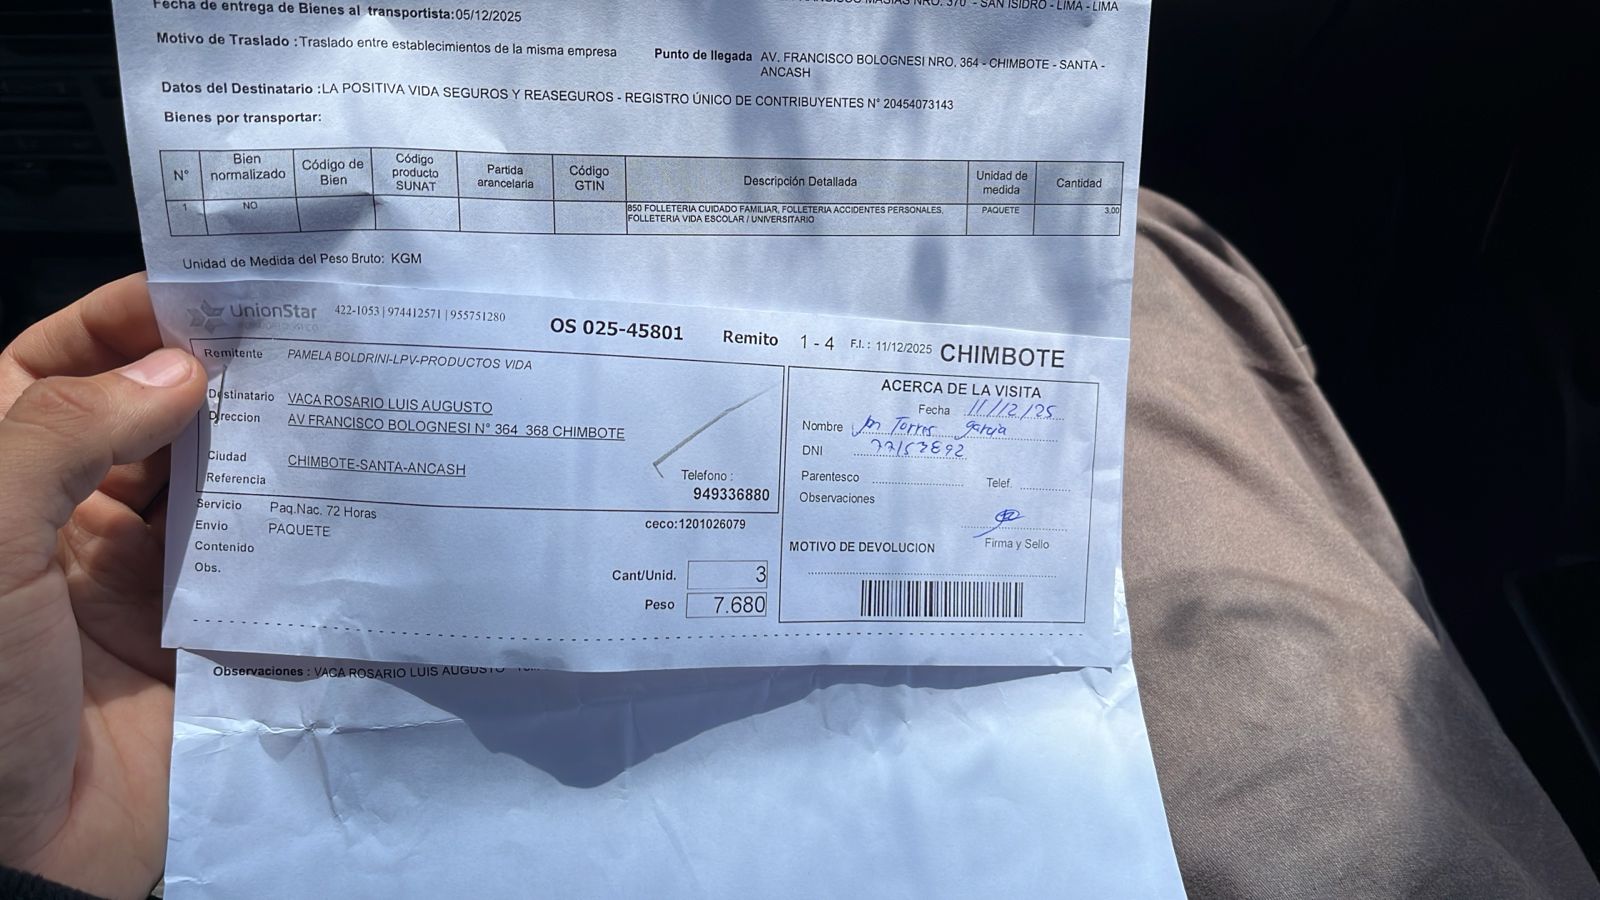 Fecha de entrega de Bienes al transportista:05/12/2025
NRO. 370 - SAN ISIDRO - LIMA - LIMA
Motivo de Traslado : Traslado entre establecimientos de la misma empresa
Punto de llegada AV. FRANCISCO BOLOGNESI NRO. 364 - CHIMBOTE - SANTA -
ANCASH
Datos del Destinatario :LA POSITIVA VIDA SEGUROS Y REASEGUROS - REGISTRO ÚNICO DE CONTRIBUYENTES N° 20454073143
Bienes por transportar:
N° Bien normalizado Código de Bien Código producto SUNAT Partida arancelaria Código GTIN Descripción Detallada Unidad de medida Cantidad
1 NO 850 FOLLETERIA CUIDADO FAMILIAR, FOLLETERIA ACCIDENTES PERSONALES, PAQUETE 3.00
FOLLETERIA VIDA ESCOLAR / UNIVERSITARIO
Unidad de Medida del Peso Bruto: KGM
UnionStar 422-1053 | 974412571 | 955751280 OS 025-45801 Remito 1 - 4 F.I.: 11/12/2025 CHIMBOTE
Remitente PAMELA BOLDRINI-LPV-PRODUCTOS VIDA
Destinatario VACA ROSARIO LUIS AUGUSTO
Direccion AV FRANCISCO BOLOGNESI N° 364 368 CHIMBOTE
Ciudad CHIMBOTE-SANTA-ANCASH
Referencia
Telefono :
949336880
Servicio Paq.Nac. 72 Horas
Envio PAQUETE
Contenido
Obs.
ceco:1201026079
Cant/Unid. 3
Peso 7.680
ACERCA DE LA VISITA
Fecha 11/12/25
Nombre Torres Garcia
DNI 77153892
Parentesco Telef.
Observaciones
Firma y Sello
MOTIVO DE DEVOLUCION
Observaciones : VACA ROSARIO LUIS AUGUSTO